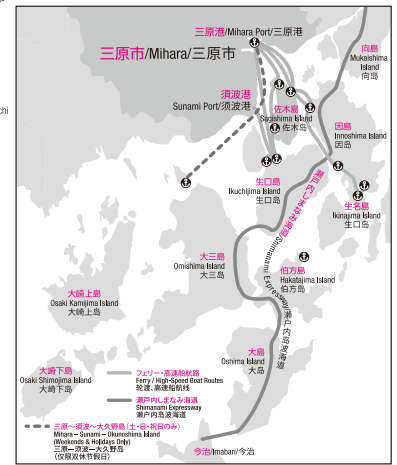 三原港/Mihara Port/三原港
三原市/Mihara/三原市
向島
Mukaishima
Island
向岛
須波港
Sunami Port/须波港
佐木島
Sagishima Island
佐木岛
因島
Innoshima Island
因岛
生口島
Ikuchijima Island
生口岛
生名島
Ikinajima Island
生口岛
瀬戸内しまなみ海道/Shimanami Expressway/瀬户内岛波海道
大三島
Omishima Island
大三岛
伯方島
Hakatajima Island
伯方岛
大崎上島
Osaki Kamijima Island
大崎上岛
大島
Oshima Island
大岛
大崎下島
Osaki Shimojima Island
大崎下岛
フェリー・高速船航路
Ferry / High-Speed Boat Routes
轮渡、高速船航线
瀬戸内しまなみ海道
Shimanami Expressway
瀬户内岛波海道
三原〜須波〜大久野島(土・日・祝日のみ)
Mihara – Sunami – Okunoshima Island
(Weekends & Holidays Only)
三原—须波—大久野岛
(仅限双休节假日)
今治/Imabari/今治